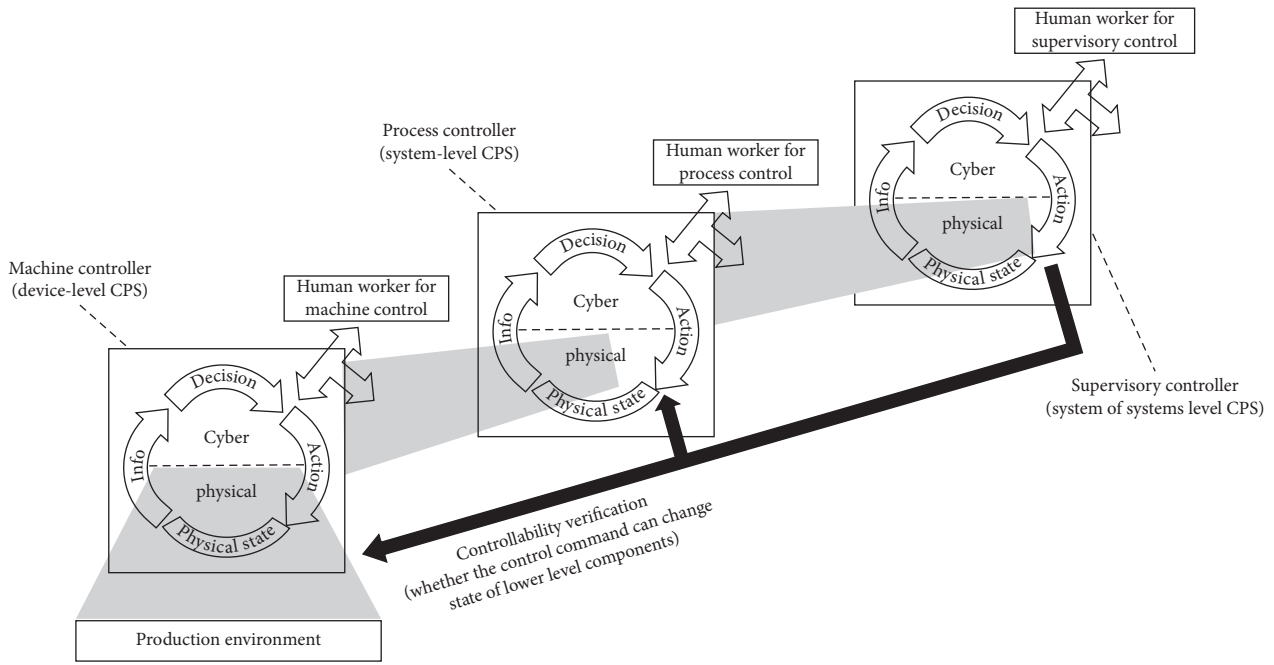 Human worker for
supervisory control
Decision
Cyber
Info
Action
physical
Physical state
Process controller
(system-level CPS)
Human worker for
process control
Decision
Cyber
Info
Action
physical
Physical state
Machine controller
(device-level CPS)
Human worker for
machine control
Decision
Cyber
Info
Action
physical
Physical state
Supervisory controller
(system of systems level CPS)
Controllability verification
(whether the control command can change
state of lower level components)
Production environment